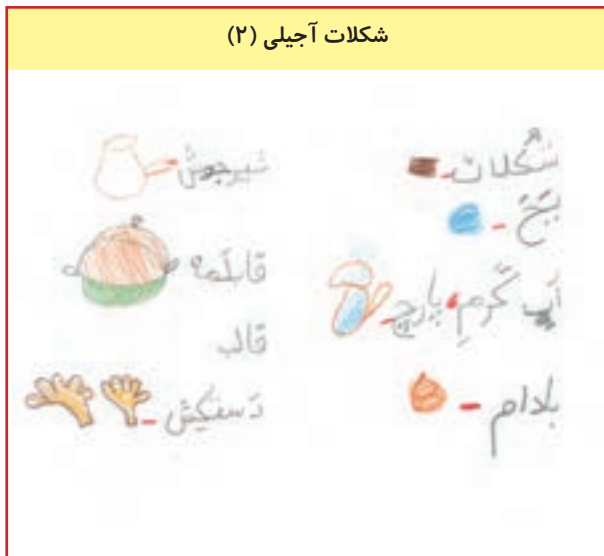 شکلات آجیلی (۲)
شکلات
یخ
آب گرم، پارچ
بادام
شیرجوش
قابلمه؟
قالب
دستکش